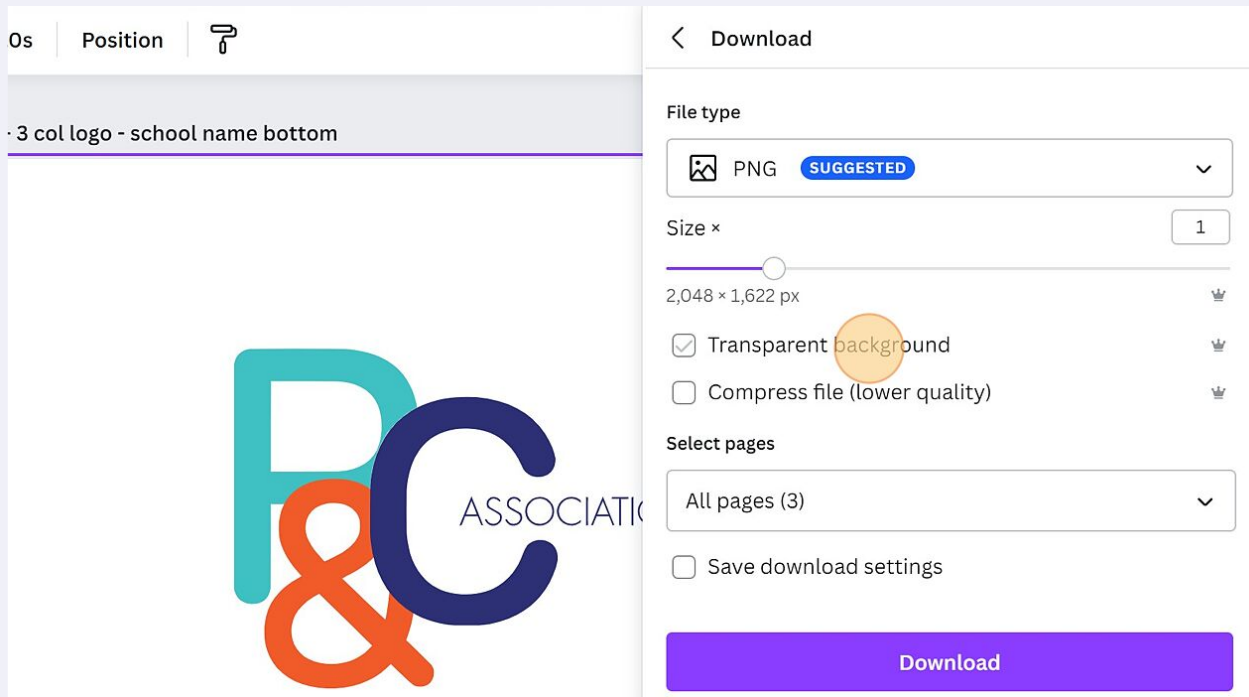 Position
3 col logo - school name bottom
P&C
ASSOCIATI
Download
File type
PNG SUGGESTED
Size ×
1
2,048 × 1,622 px
Transparent background
Compress file (lower quality)
Select pages
All pages (3)
Save download settings
Download